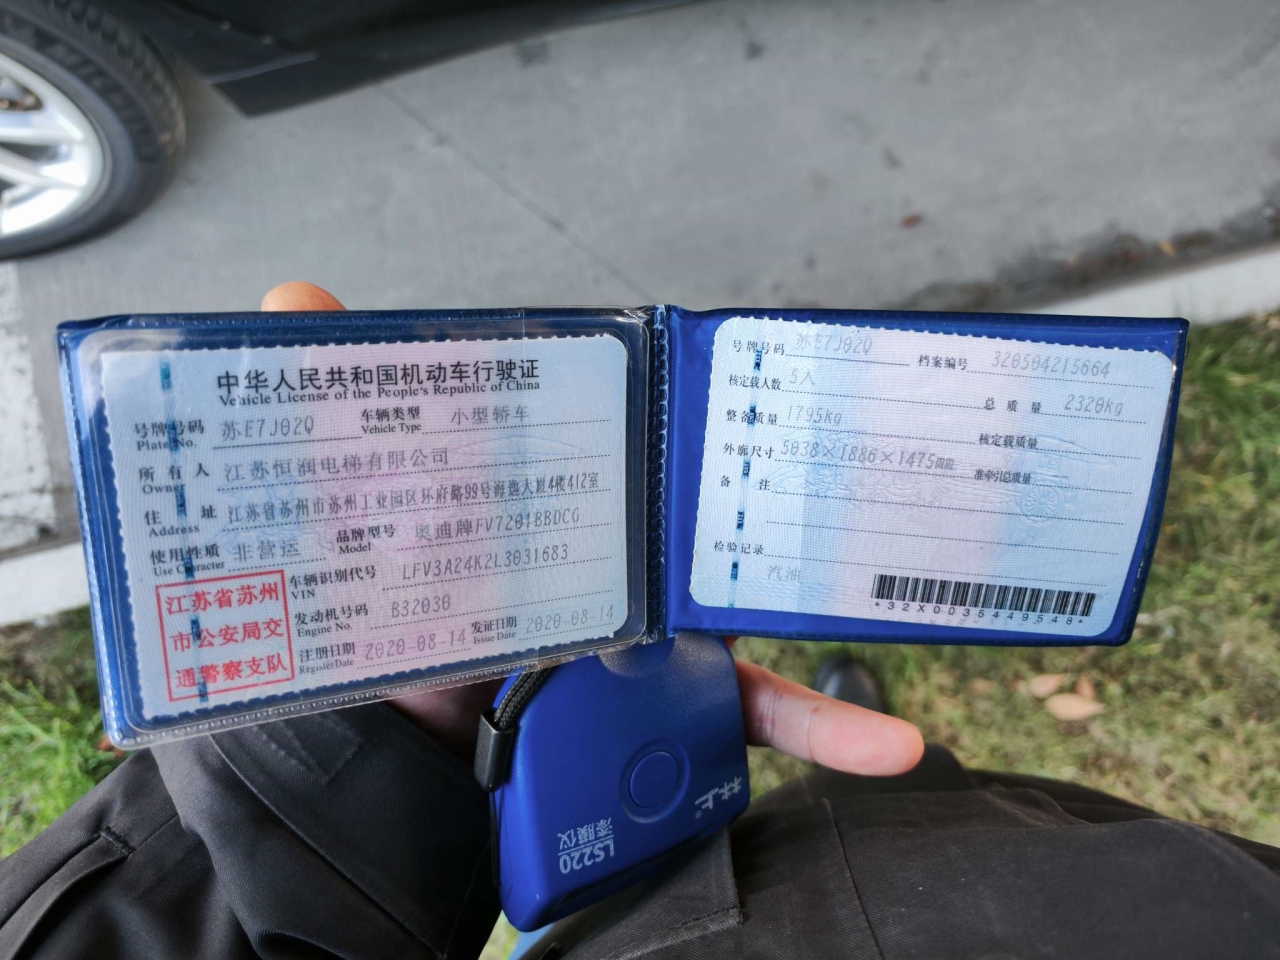 中华人民共和国机动车行驶证
Vehicle License of the People's Republic of China
号牌号码 苏E7J02Q 车辆类型 小型轿车
Plate No. Vehicle Type
所有人 江苏恒润电梯有限公司
Owner
住址 江苏省苏州市苏州工业园区环府路99号海逸大厦4楼412室
Address
使用性质 非营运 品牌型号 奥迪牌FV7201BBDCG
Use Character Model
江苏省苏州
市公安局交
通警察支队
车辆识别代号 LFV3A24K2L3031683
VIN
发动机号码 B32030
Engine No.
注册日期 2020-08-14 发证日期 2020-08-14
Register Date Issue Date
号牌号码 苏E7J02Q 档案编号 320504215664
核定载人数 5人 总质量 2320kg
整备质量 1795kg 核定载质量
外廓尺寸 5038×1886×1475mm 准牵引总质量
备注
检验记录
汽油
*32X0035449548*
林上®
LS220
漆膜仪